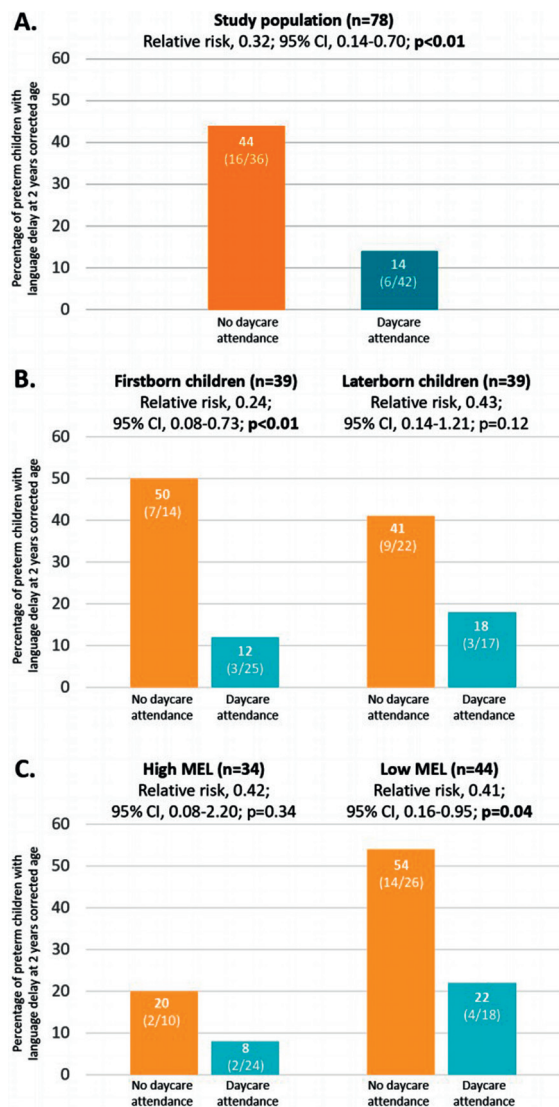 A.
Study population (n=78)
Relative risk, 0.32; 95% CI, 0.14-0.70; p<0.01
Percentage of preterm children with
language delay at 2 years corrected age
60
50
40
30
20
10
0
44
(16/36)
14
(6/42)
No daycare
attendance
Daycare
attendance
B.
Firstborn children (n=39)
Relative risk, 0.24;
95% CI, 0.08-0.73; p<0.01
Laterborn children (n=39)
Relative risk, 0.43;
95% CI, 0.14-1.21; p=0.12
Percentage of preterm children with
language delay at 2 years corrected age
60
50
40
30
20
10
0
50
(7/14)
12
(3/25)
41
(9/22)
18
(3/17)
No daycare
attendance
Daycare
attendance
No daycare
attendance
Daycare
attendance
C.
High MEL (n=34)
Relative risk, 0.42;
95% CI, 0.08-2.20; p=0.34
Low MEL (n=44)
Relative risk, 0.41;
95% CI, 0.16-0.95; p=0.04
Percentage of preterm children with
language delay at 2 years corrected age
60
50
40
30
20
10
0
20
(2/10)
8
(2/24)
54
(14/26)
22
(4/18)
No daycare
attendance
Daycare
attendance
No daycare
attendance
Daycare
attendance